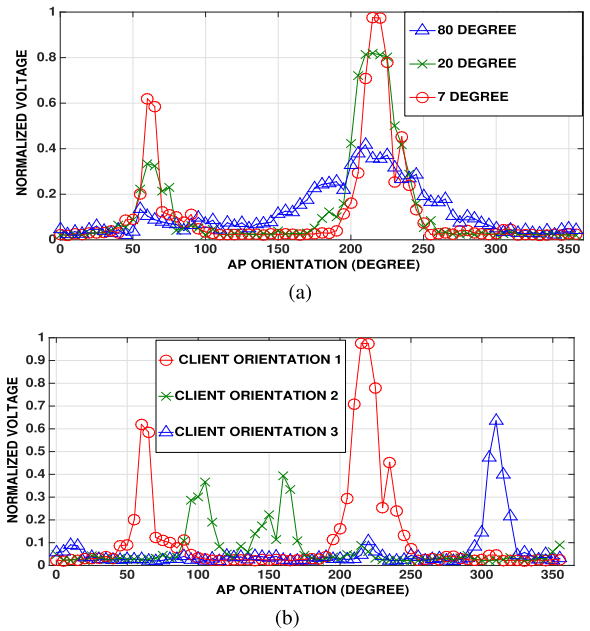 1
0.8
0.6
0.4
0.2
0
NORMALIZED VOLTAGE
80 DEGREE
20 DEGREE
7 DEGREE
0 50 100 150 200 250 300 350
AP ORIENTATION (DEGREE)
(a)
1
0.9
0.8
0.7
0.6
0.5
0.4
0.3
0.2
0.1
0
NORMALIZED VOLTAGE
CLIENT ORIENTATION 1
CLIENT ORIENTATION 2
CLIENT ORIENTATION 3
0 50 100 150 200 250 300 350
AP ORIENTATION (DEGREE)
(b)